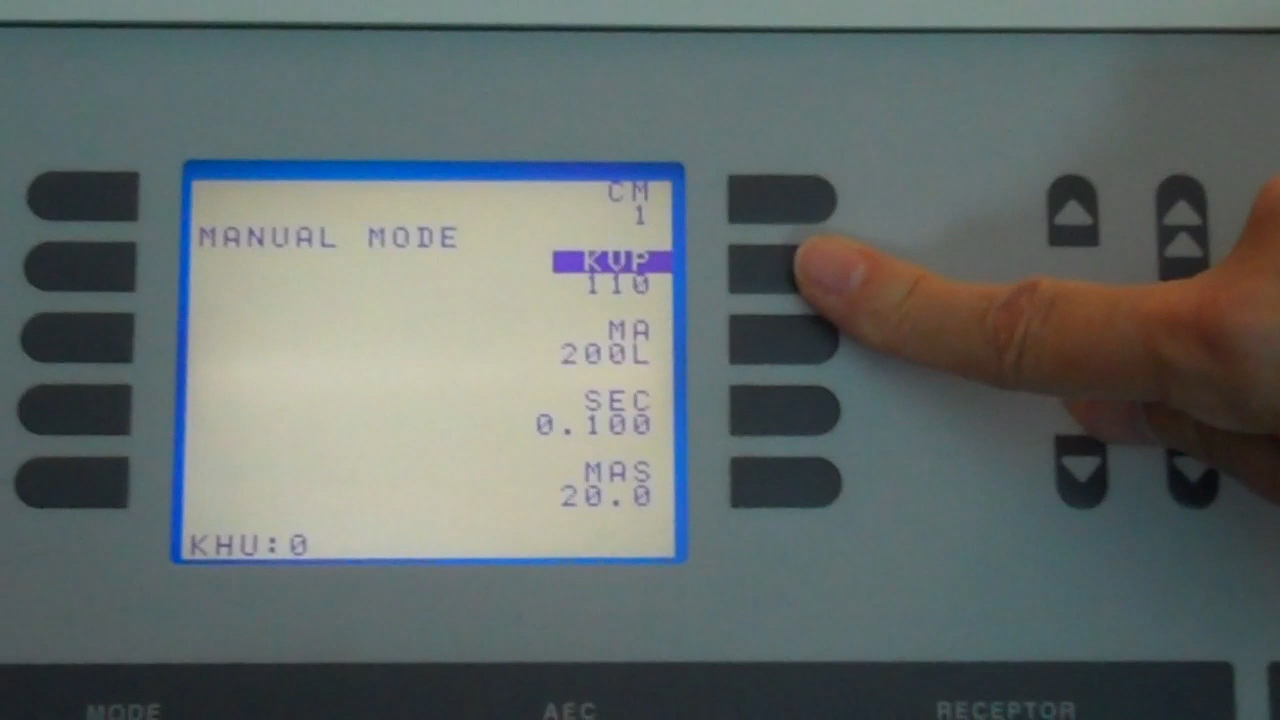 CM
1
MANUAL MODE
KVP
110
MA
200L
SEC
0.100
MAS
20.0
KHU:0
MODE
AEC
RECEPTOR